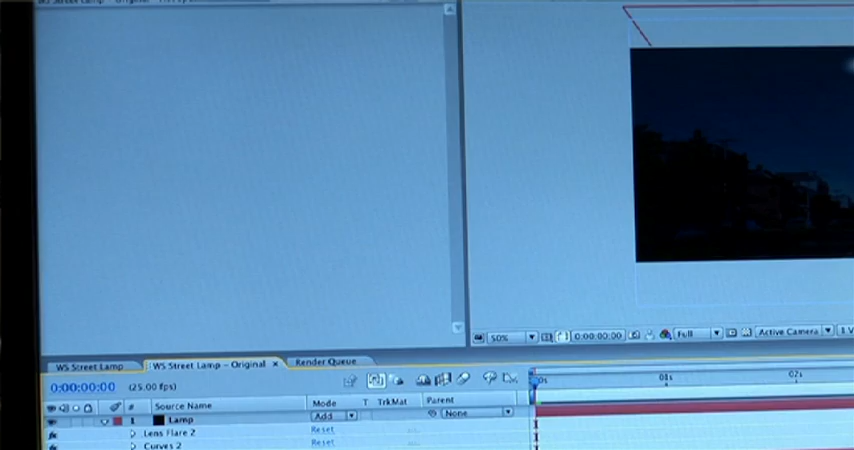 50%
0:00:00:00
Full
Active Camera
1 V
WS Street Lamp
WS Street Lamp – Original ×
Render Queue
0:00:00:00 (25.00 fps)
0s 01s 02s
# Source Name Mode T TrkMat Parent
1 Lamp Add None
Lens Flare 2 Reset
Curves 2 Reset